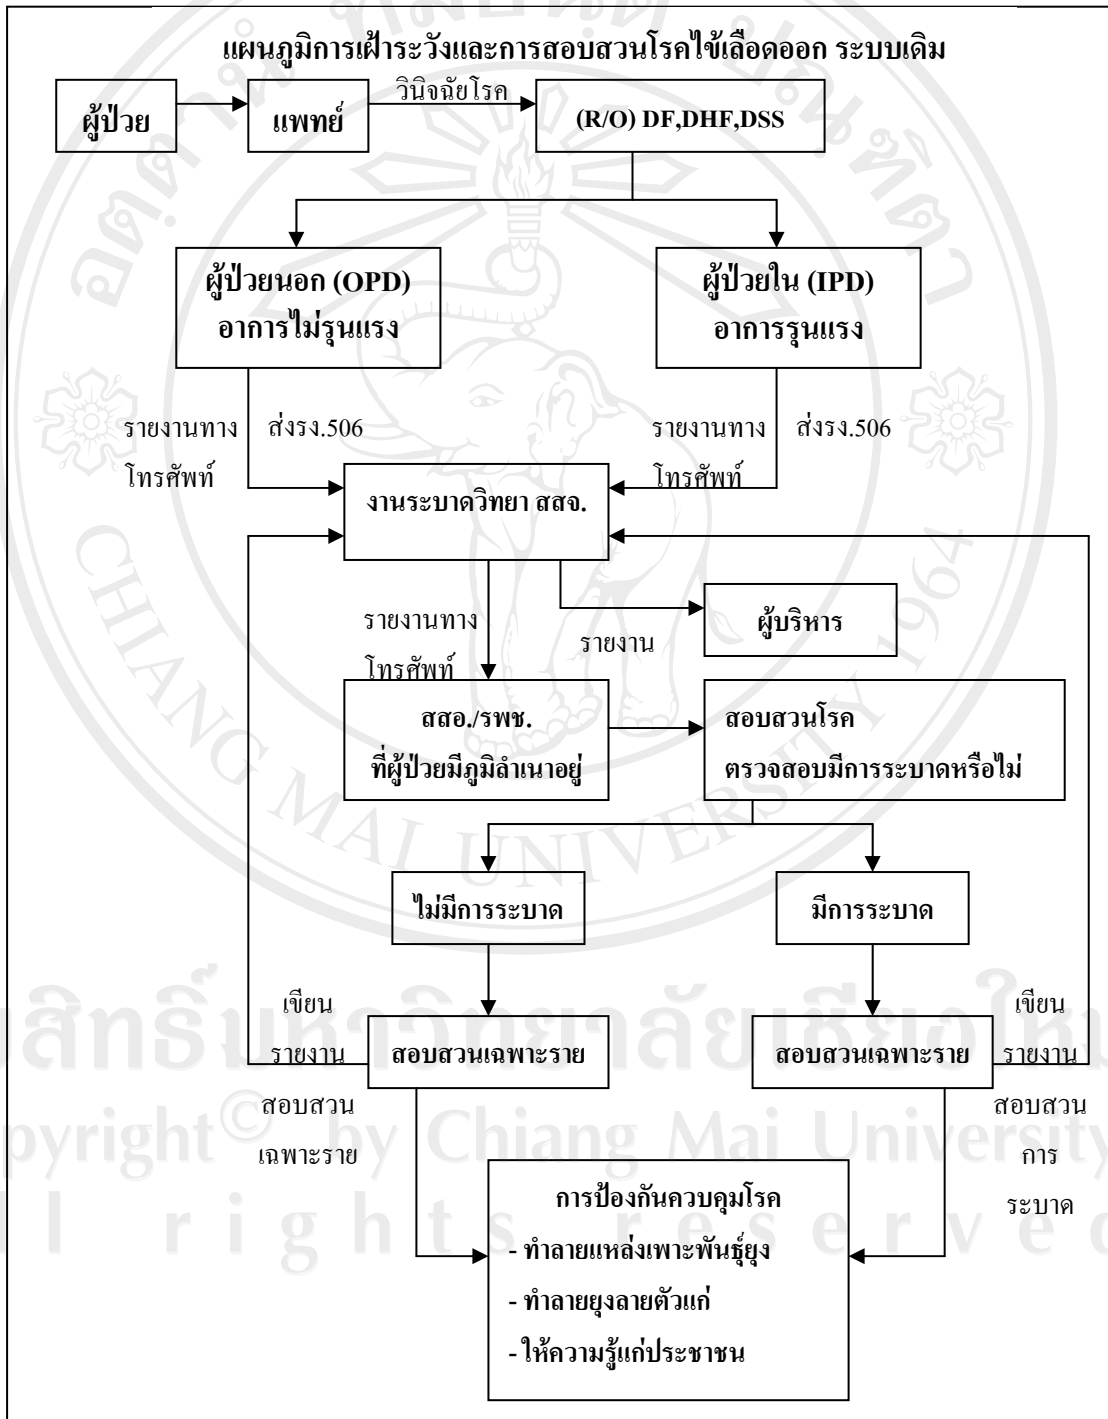 แผนภูมิการเฝ้าระวังและการสอบสวนโรคไข้เลือดออก ระบบเดิม
ผู้ป่วย
แพทย์
วินิจฉัยโรค
(R/O) DF,DHF,DSS
ผู้ป่วยนอก (OPD)
อาการไม่รุนแรง
ผู้ป่วยใน (IPD)
อาการรุนแรง
รายงานทาง
โทรศัพท์
ส่งรง.506
รายงานทาง
โทรศัพท์
ส่งรง.506
งานระบาดวิทยา สสจ.
รายงานทาง
โทรศัพท์
รายงาน
ผู้บริหาร
สสอ./รพช.
ที่ผู้ป่วยมีภูมิลำเนาอยู่
สอบสวนโรค
ตรวจสอบมีการระบาดหรือไม่
ไม่มีการระบาด
มีการระบาด
เขียน
รายงาน
สอบสวน
เฉพาะราย
สอบสวนเฉพาะราย
สอบสวนเฉพาะราย
เขียน
รายงาน
สอบสวน
การ
ระบาด
การป้องกันควบคุมโรค
- ทำลายแหล่งเพาะพันธุ์ยุง
- ทำลายยุงลายตัวแก่
- ให้ความรู้แก่ประชาชน
CHIANG MAI UNIVERSITY 1964
สิทธิ์มหาวิทยาลัยเชียงใหม่
pyright© by Chiang Mai University
l rights reserved